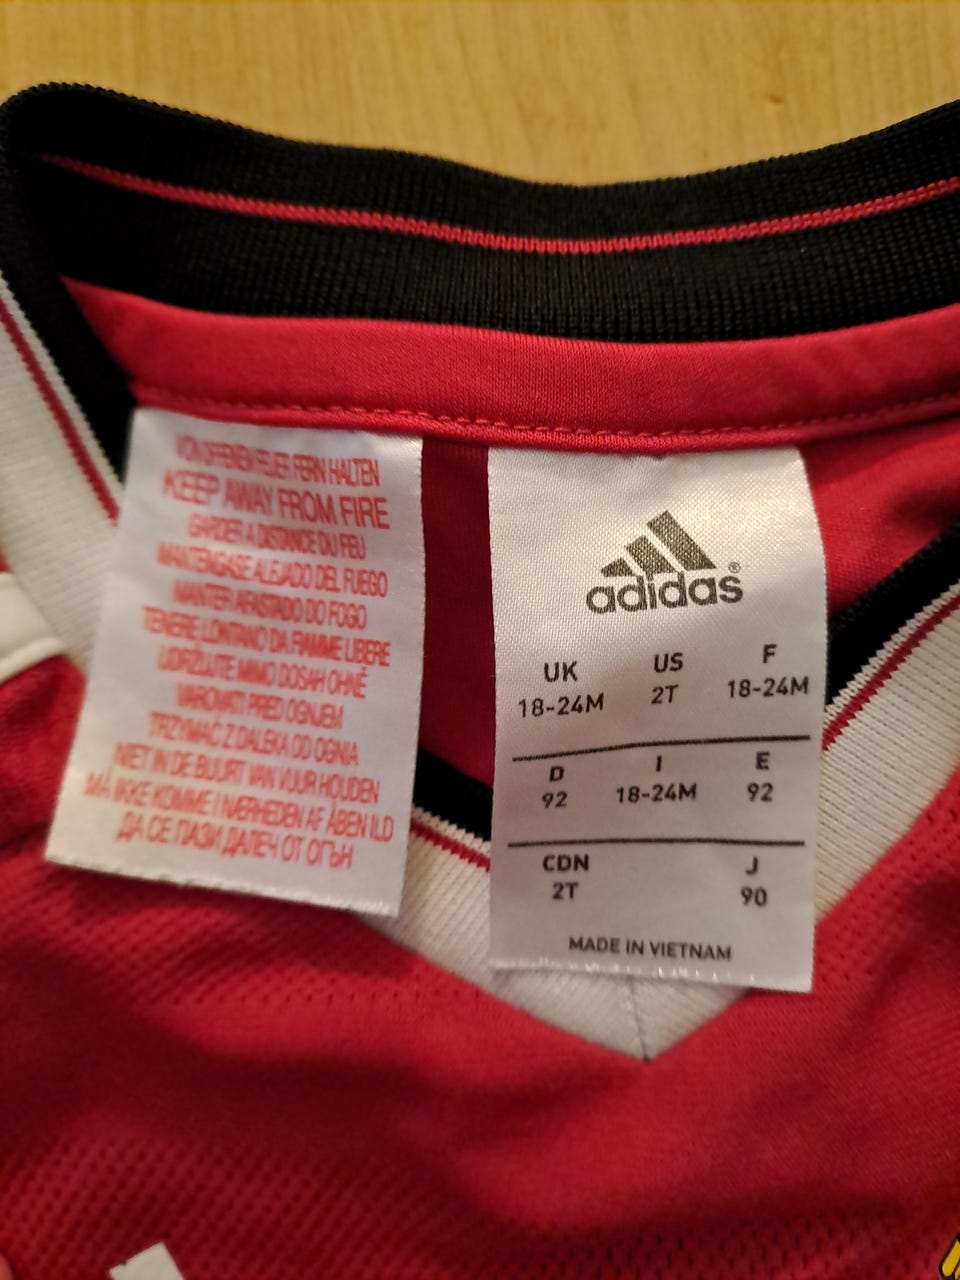 VON OFFENEM FEUER FERN HALTEN
KEEP AWAY FROM FIRE
GARDER A DISTANCE DU FEU
MANTENGASE ALEJADO DEL FUEGO
MANTER AFASTADO DO FOGO
TENERE LONTANO DA FIAMME LIBERE
UDRŽUJTE MIMO DOSAH OHNĚ
VAROVATI PRED OGNJEM
TRZYMAĆ Z DALEKA OD OGNIA
NIET IN DE BUURT VAN VUUR HOUDEN
MÅ IKKE KOMME I NÆRHEDEN AF ÅBEN ILD
ДА СЕ ПАЗИ ДАЛЕЧ ОТ ОГЪН
adidas®
UK US F
18-24M 2T 18-24M
D I E
92 18-24M 92
CDN J
2T 90
MADE IN VIETNAM